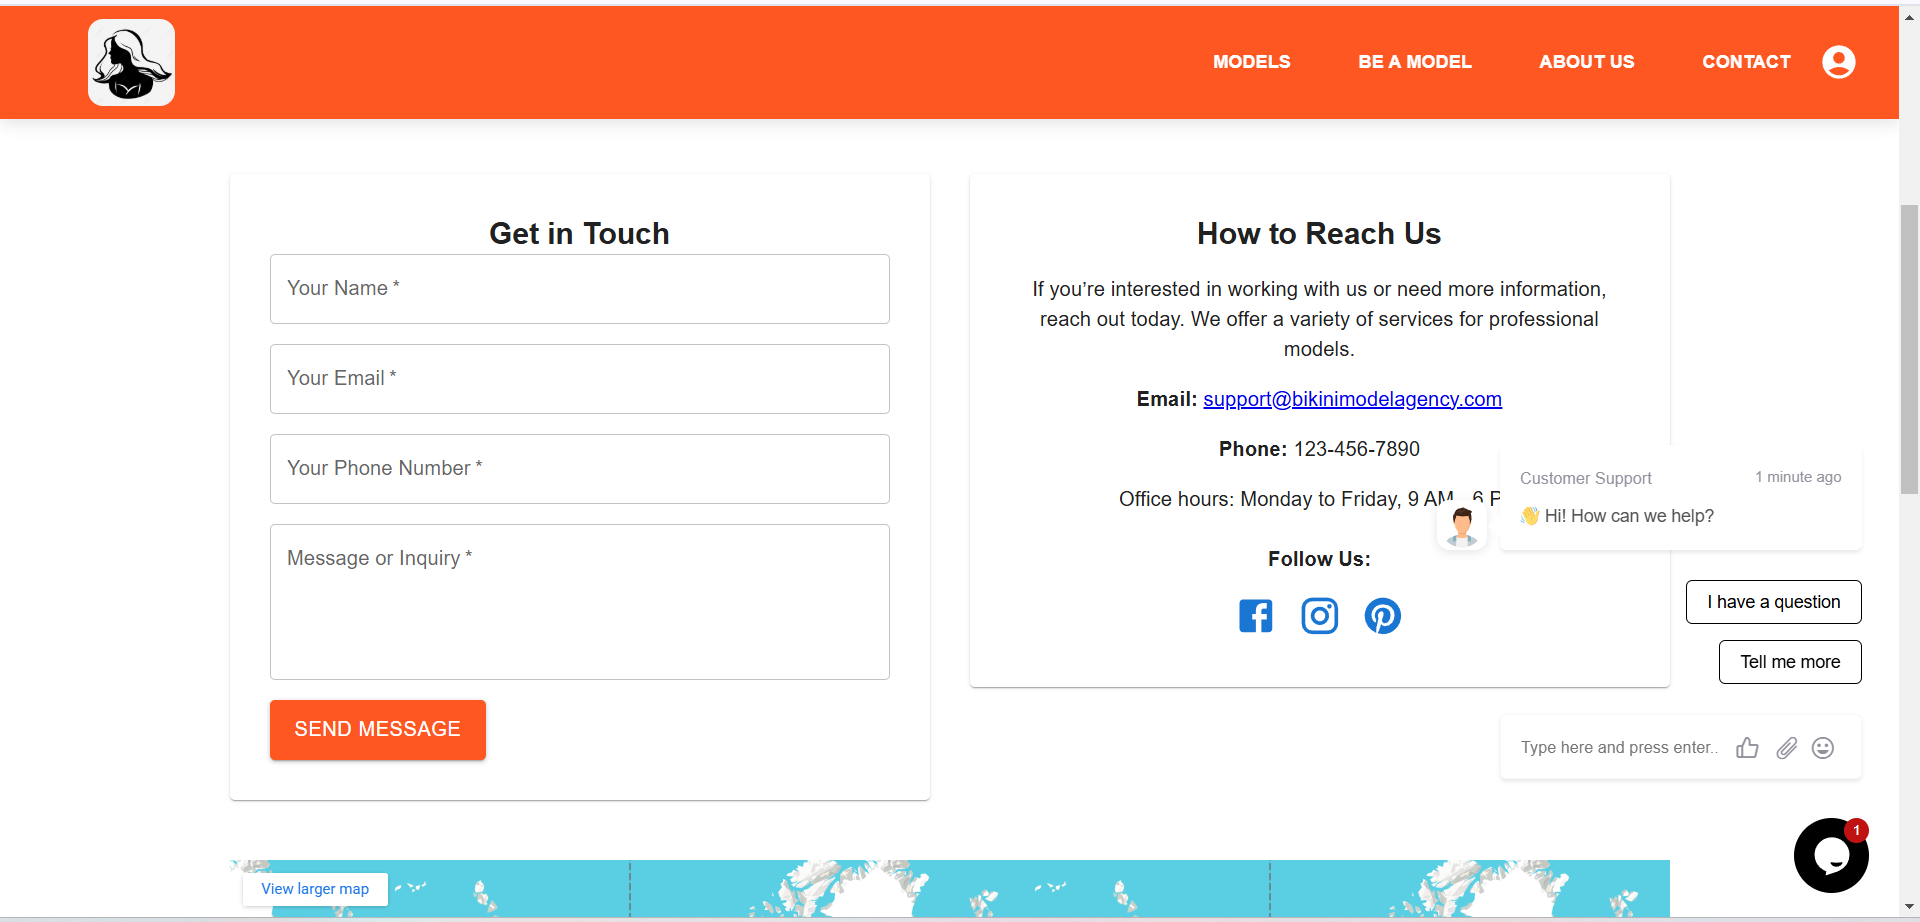 MODELS
BE A MODEL
ABOUT US
CONTACT
Get in Touch
Your Name *
Your Email *
Your Phone Number *
Message or Inquiry *
SEND MESSAGE
How to Reach Us
If you’re interested in working with us or need more information,
reach out today. We offer a variety of services for professional
models.
Email: support@bikinimodelagency.com
Phone: 123-456-7890
Office hours: Monday to Friday, 9 AM - 6 P
Follow Us:
Customer Support
1 minute ago
👋 Hi! How can we help?
I have a question
Tell me more
Type here and press enter..
1
View larger map